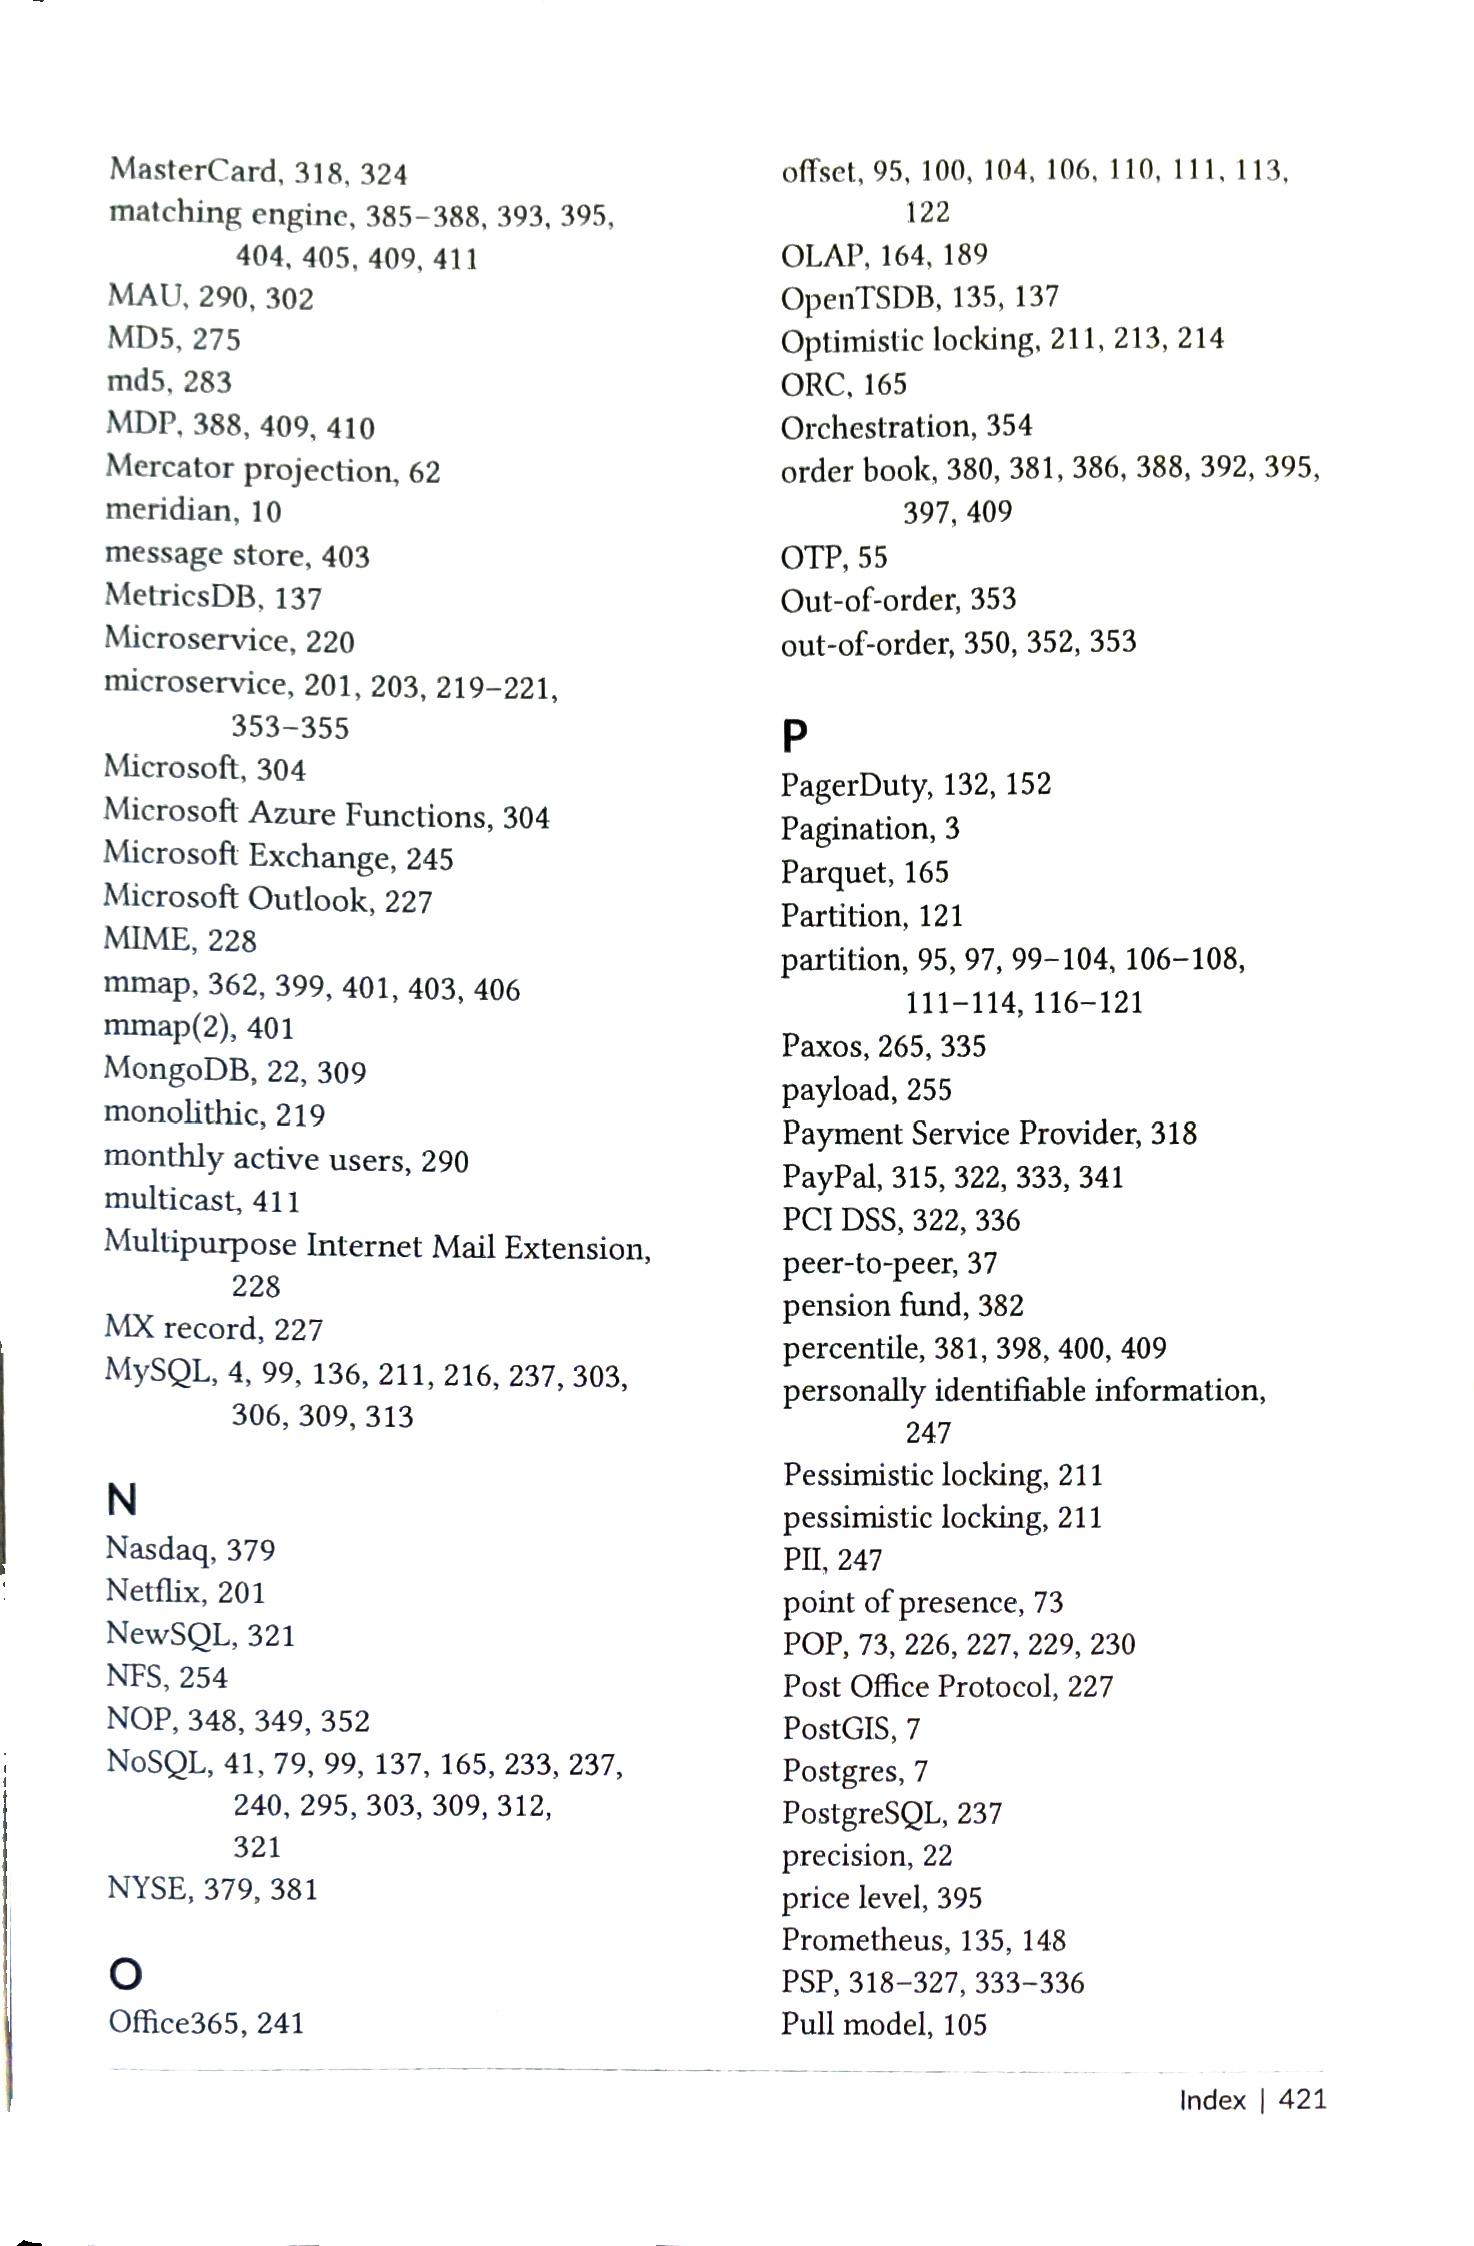 MasterCard, 318, 324
matching engine, 385–388, 393, 395,
404, 405, 409, 411
MAU, 290, 302
MD5, 275
md5, 283
MDP, 388, 409, 410
Mercator projection, 62
meridian, 10
message store, 403
MetricsDB, 137
Microservice, 220
microservice, 201, 203, 219–221,
353–355
Microsoft, 304
Microsoft Azure Functions, 304
Microsoft Exchange, 245
Microsoft Outlook, 227
MIME, 228
mmap, 362, 399, 401, 403, 406
mmap(2), 401
MongoDB, 22, 309
monolithic, 219
monthly active users, 290
multicast, 411
Multipurpose Internet Mail Extension,
228
MX record, 227
MySQL, 4, 99, 136, 211, 216, 237, 303,
306, 309, 313
N
Nasdaq, 379
Netflix, 201
NewSQL, 321
NFS, 254
NOP, 348, 349, 352
NoSQL, 41, 79, 99, 137, 165, 233, 237,
240, 295, 303, 309, 312,
321
NYSE, 379, 381
O
Office365, 241
offset, 95, 100, 104, 106, 110, 111, 113,
122
OLAP, 164, 189
OpenTSDB, 135, 137
Optimistic locking, 211, 213, 214
ORC, 165
Orchestration, 354
order book, 380, 381, 386, 388, 392, 395,
397, 409
OTP, 55
Out-of-order, 353
out-of-order, 350, 352, 353
P
PagerDuty, 132, 152
Pagination, 3
Parquet, 165
Partition, 121
partition, 95, 97, 99–104, 106–108,
111–114, 116–121
Paxos, 265, 335
payload, 255
Payment Service Provider, 318
PayPal, 315, 322, 333, 341
PCI DSS, 322, 336
peer-to-peer, 37
pension fund, 382
percentile, 381, 398, 400, 409
personally identifiable information,
247
Pessimistic locking, 211
pessimistic locking, 211
PII, 247
point of presence, 73
POP, 73, 226, 227, 229, 230
Post Office Protocol, 227
PostGIS, 7
Postgres, 7
PostgreSQL, 237
precision, 22
price level, 395
Prometheus, 135, 148
PSP, 318–327, 333–336
Pull model, 105
Index | 421